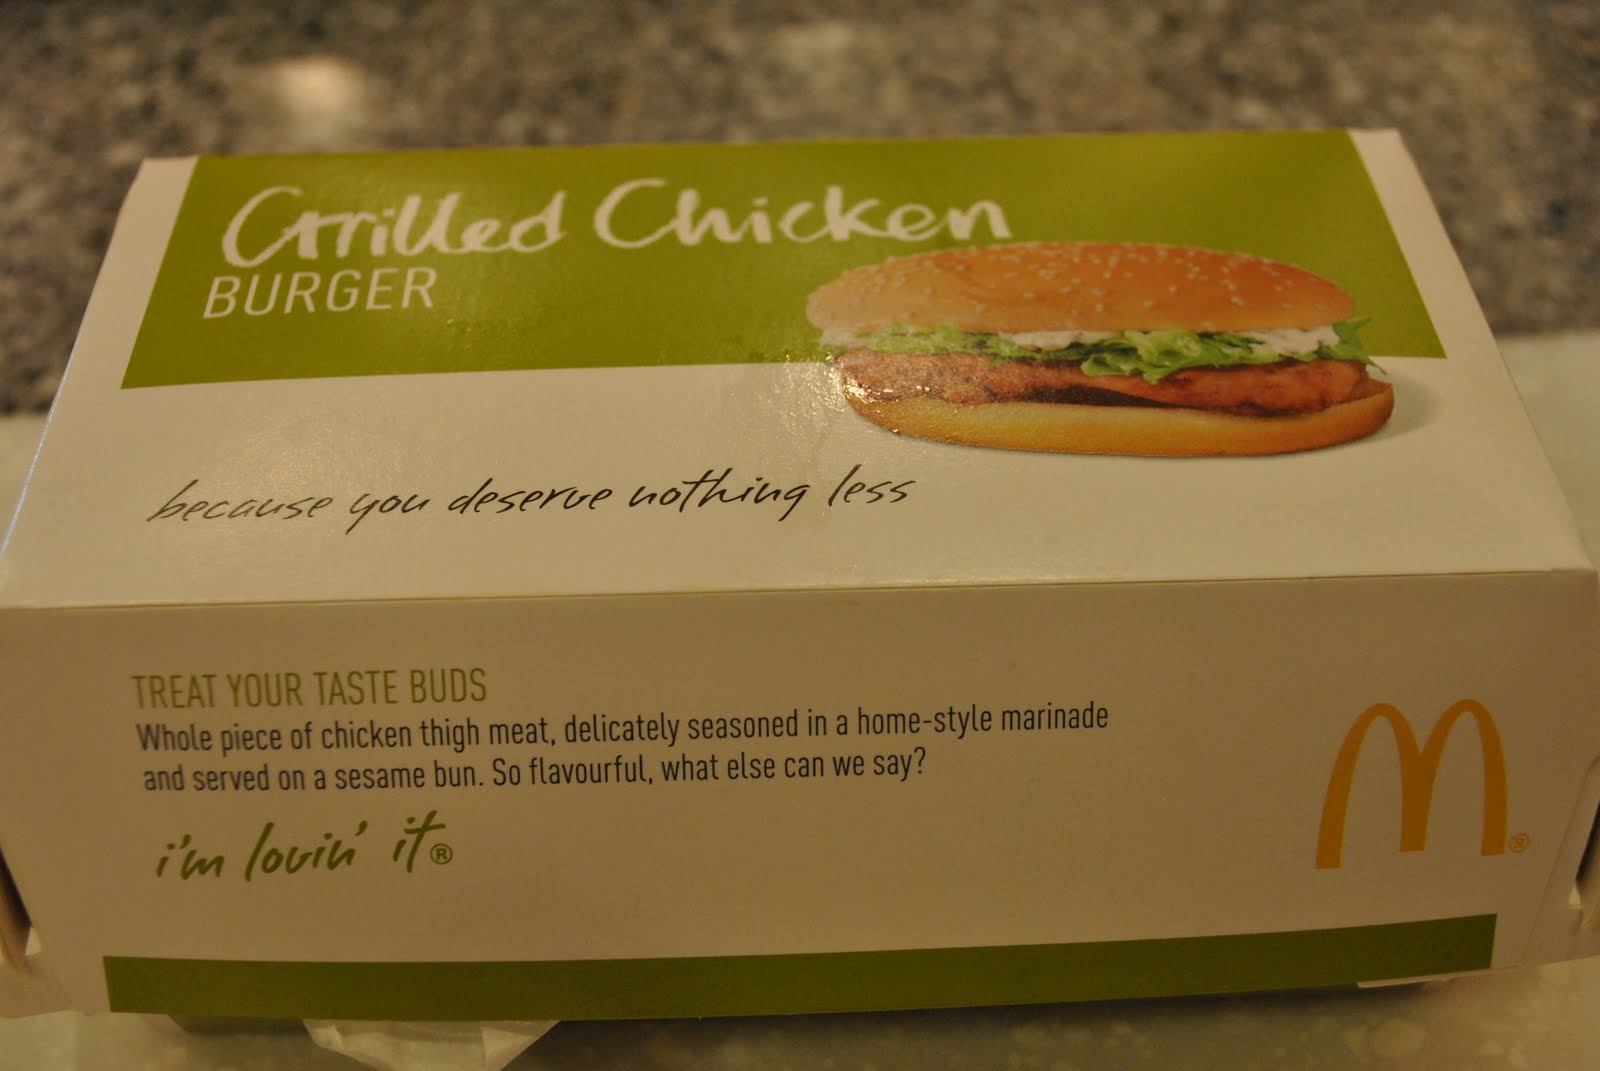 Grilled Chicken
BURGER
because you deserve nothing less
TREAT YOUR TASTE BUDS
Whole piece of chicken thigh meat, delicately seasoned in a home-style marinade
and served on a sesame bun. So flavourful, what else can we say?
i'm lovin' it®
M®